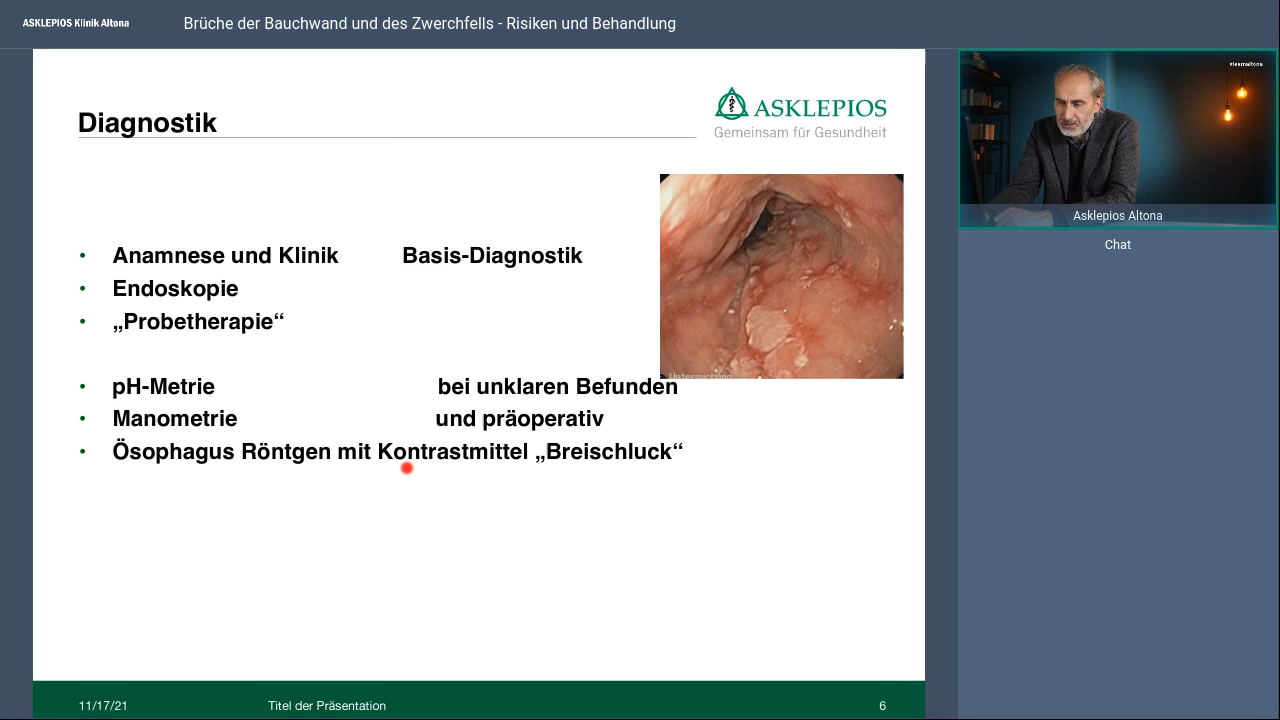 ASKLEPIOS Klinik Altona
Brüche der Bauchwand und des Zwerchfells - Risiken und Behandlung
Diagnostik
ASKLEPIOS
Gemeinsam für Gesundheit
• Anamnese und Klinik Basis-Diagnostik
• Endoskopie
• „Probetherapie“
• pH-Metrie bei unklaren Befunden
• Manometrie und präoperativ
• Ösophagus Röntgen mit Kontrastmittel „Breischluck“
Untersuchung
11/17/21 Titel der Präsentation 6
#teamaltona
Asklepios Altona
Chat